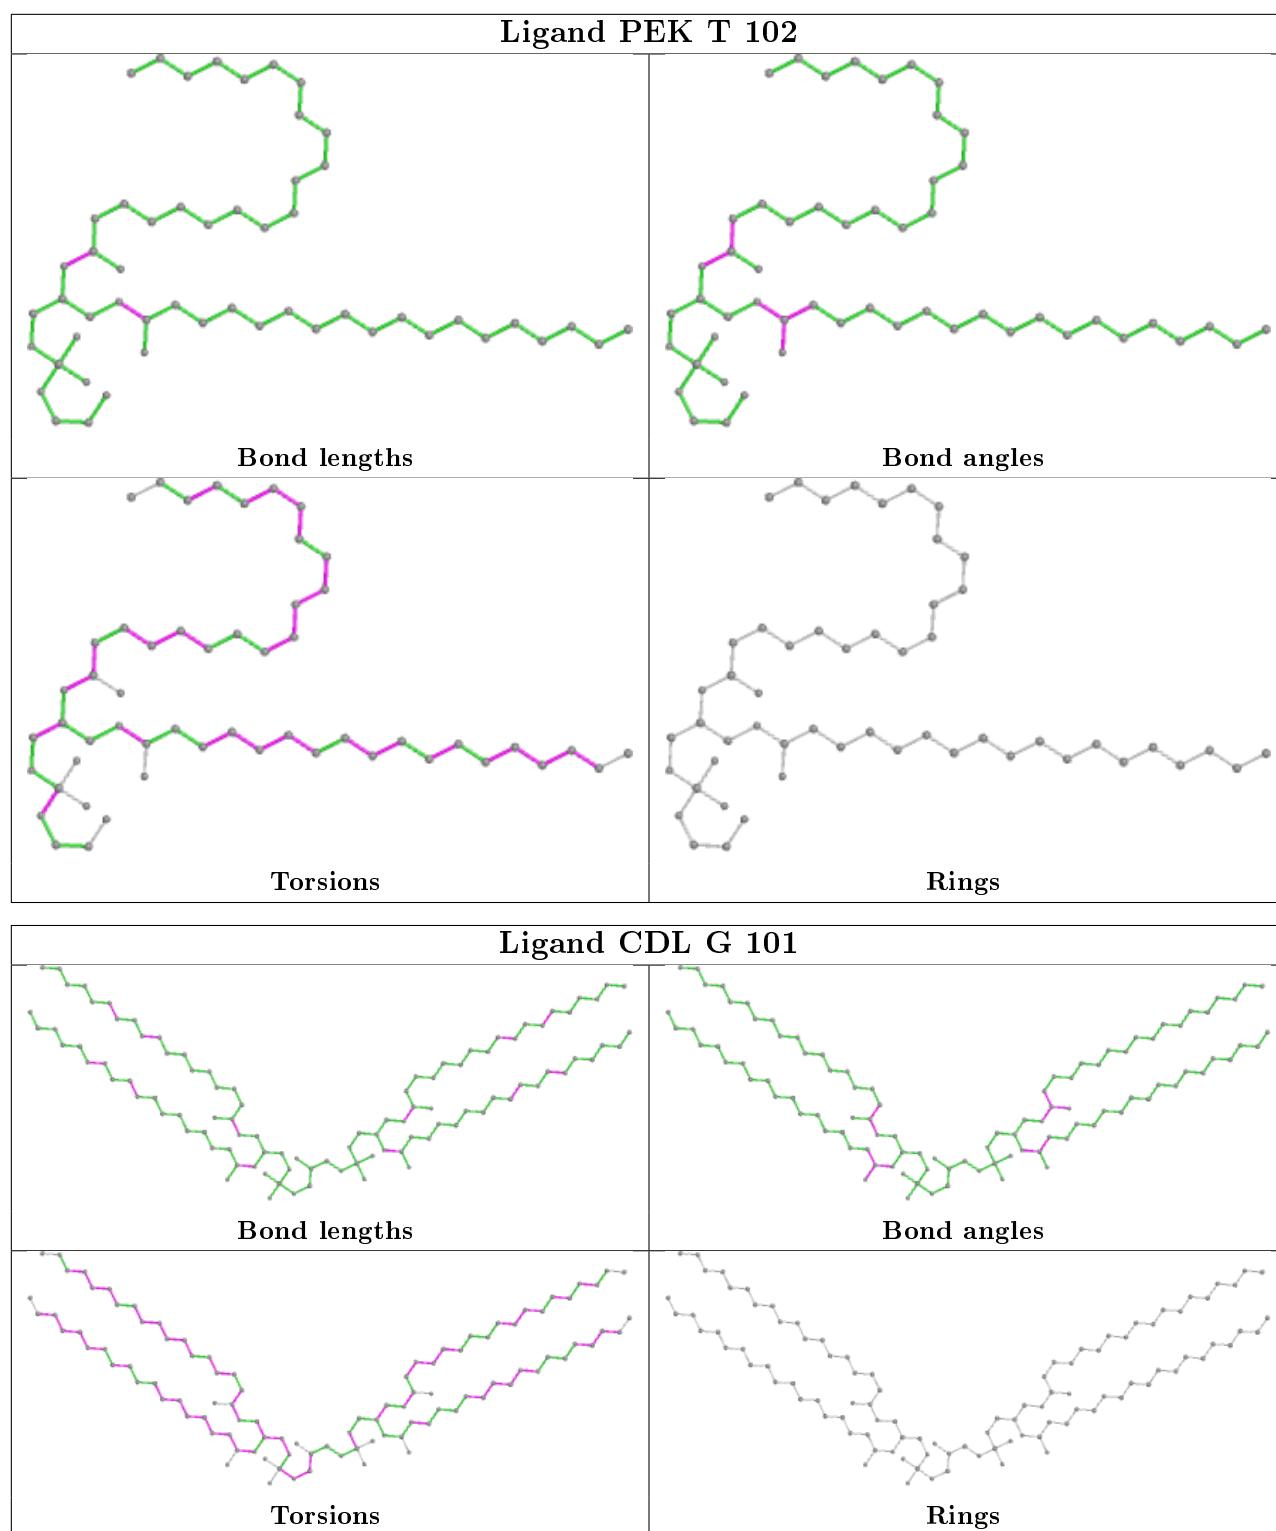 Ligand PEK T 102
Bond lengths
Bond angles
Torsions
Rings
Ligand CDL G 101
Bond lengths
Bond angles
Torsions
Rings